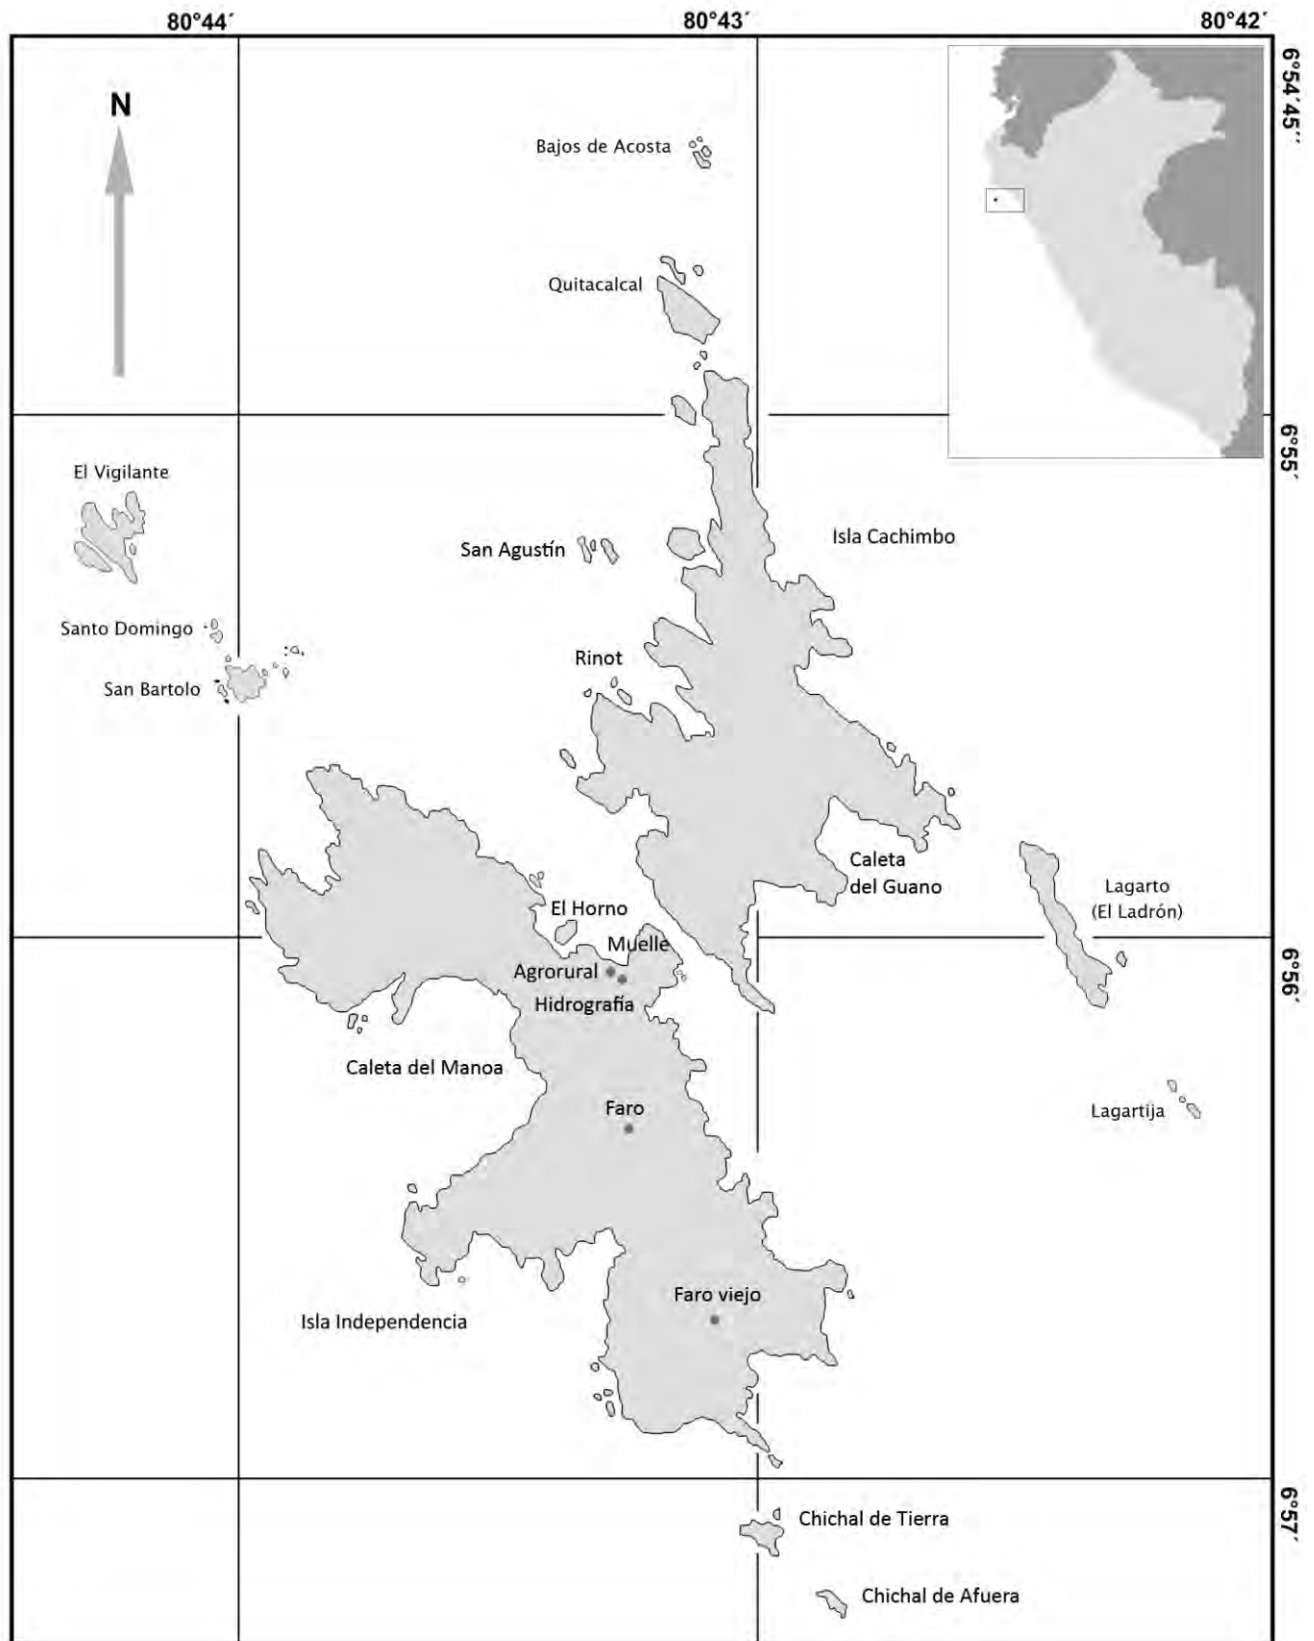 80°44´
80°43´
80°42´
6°54´45´´
N
Bajos de Acosta
Quitacalcal
6°55´
El Vigilante
Isla Cachimbo
San Agustín
Santo Domingo
Rinot
San Bartolo
Caleta
del Guano
Lagarto
(El Ladrón)
El Horno
Muelle
Agrorural
6°56´
Hidrografía
Caleta del Manoa
Faro
Lagartija
Faro viejo
Isla Independencia
6°57´
Chichal de Tierra
Chichal de Afuera